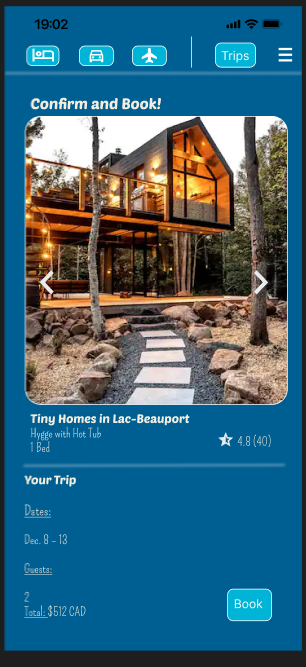 19:02
Trips
Confirm and Book!
Tiny Homes in Lac-Beauport
Hygge with Hot Tub
1 Bed
4.8 (40)
Your Trip
Dates:
Dec. 8 - 13
Guests:
2
Total: $512 CAD
Book